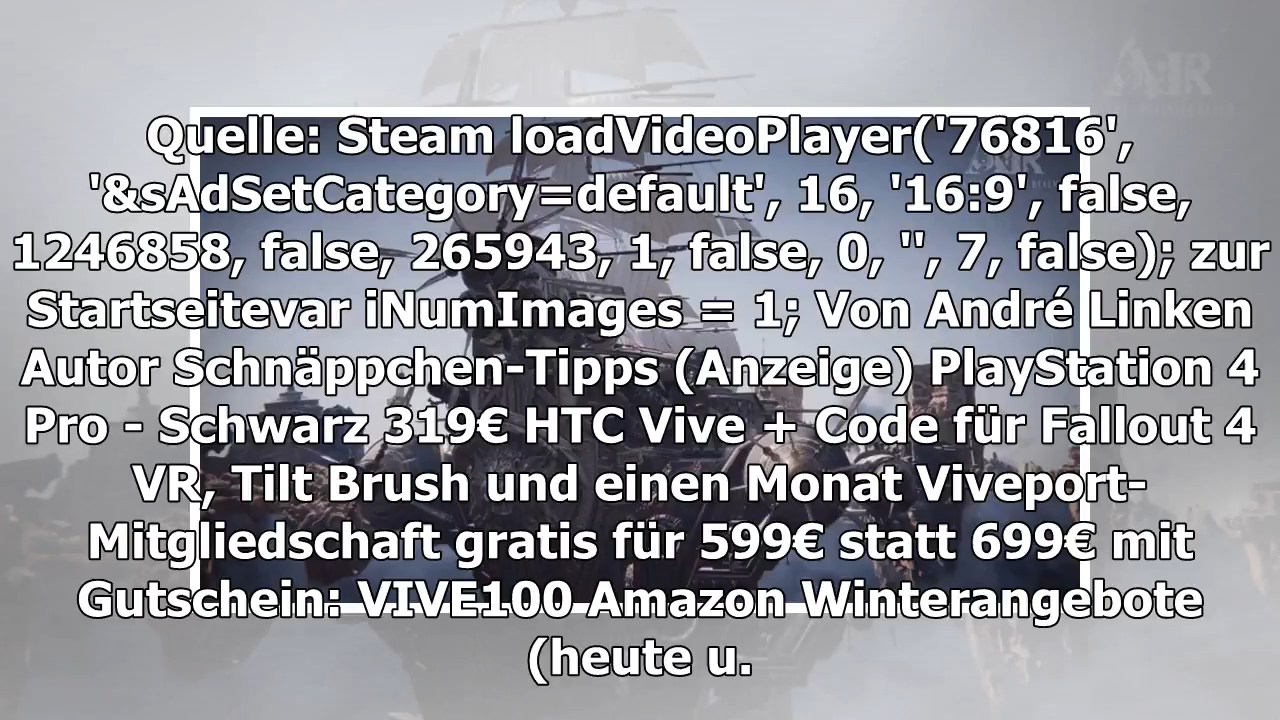 Quelle: Steam loadVideoPlayer('76816',
'&sAdSetCategory=default', 16, '16:9', false,
1246858, false, 265943, 1, false, 0, '', 7, false); zur
Startseitevar iNumImages = 1; Von André Linken
Autor Schnäppchen-Tipps (Anzeige) PlayStation 4
Pro - Schwarz 319€ HTC Vive + Code für Fallout 4
VR, Tilt Brush und einen Monat Viveport-
Mitgliedschaft gratis für 599€ statt 699€ mit
Gutschein: VIVE100 Amazon Winterangebote
(heute u.